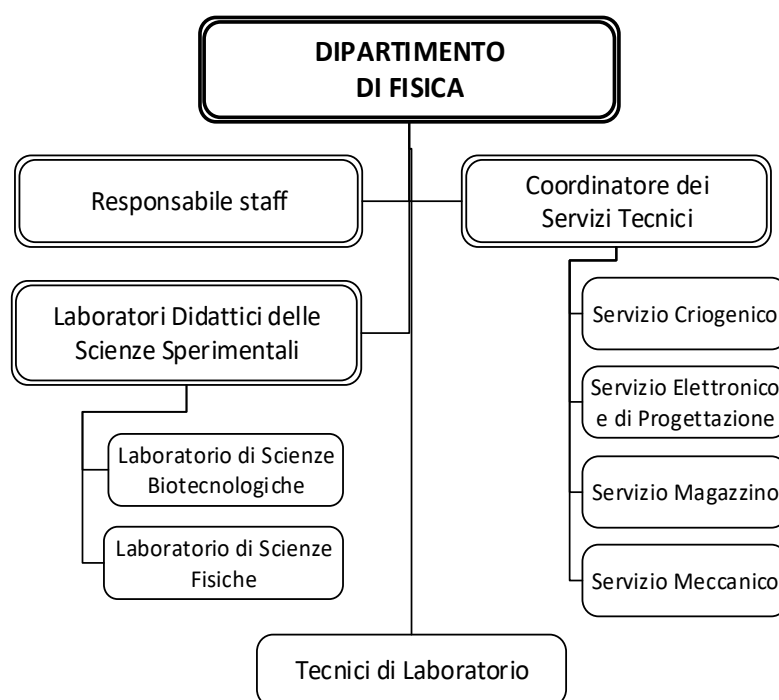 DIPARTIMENTO
DI FISICA
Responsabile staff
Coordinatore dei
Servizi Tecnici
Laboratori Didattici delle
Scienze Sperimentali
Servizio Criogenico
Servizio Elettronico
e di Progettazione
Servizio Magazzino
Servizio Meccanico
Laboratorio di Scienze
Biotecnologiche
Laboratorio di Scienze
Fisiche
Tecnici di Laboratorio